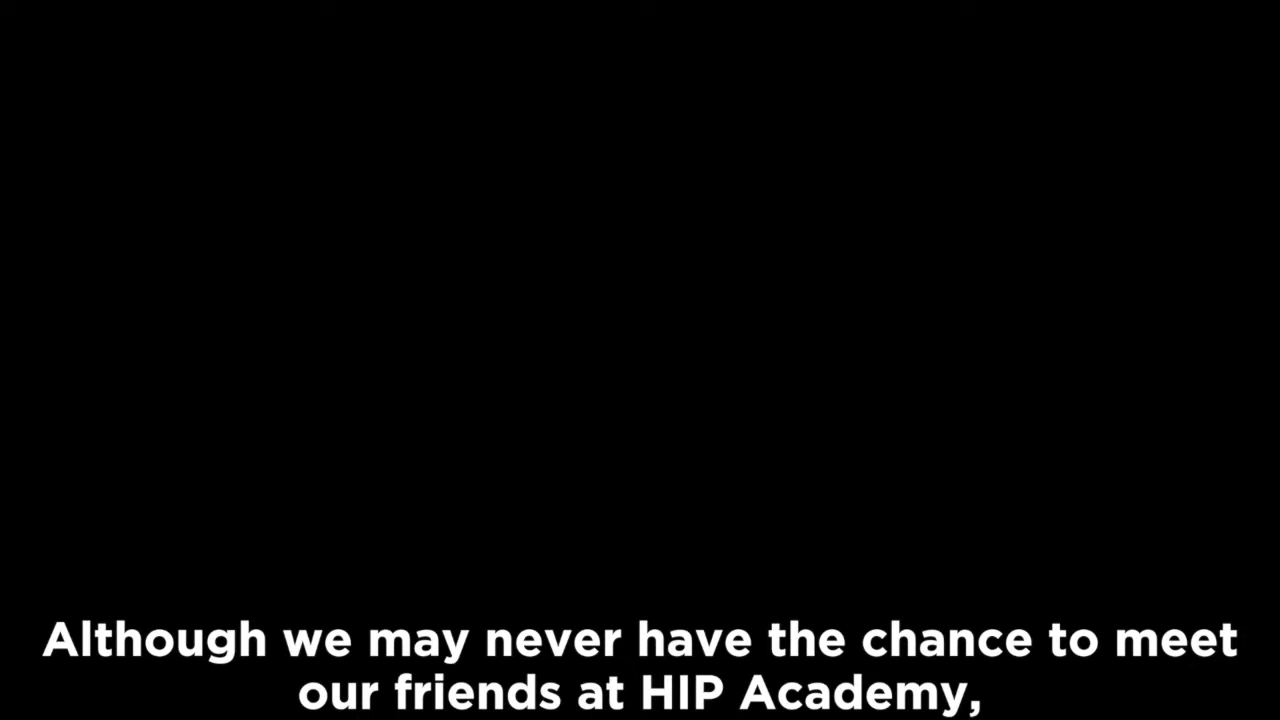 Although we may never have the chance to meet
our friends at HIP Academy,